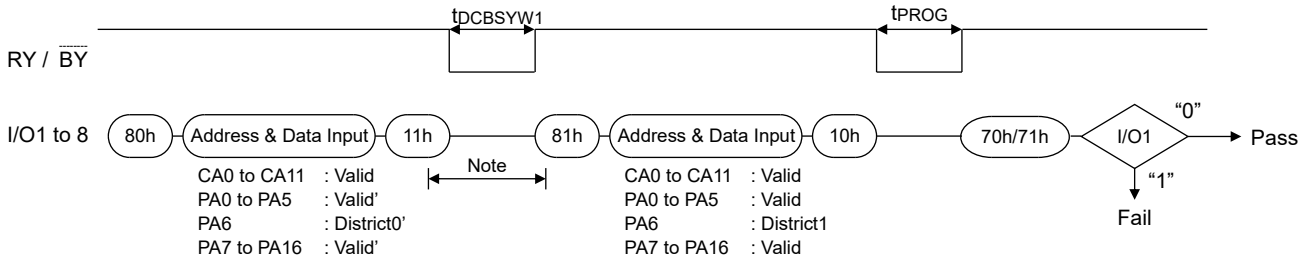 tDCBSYW1
tPROG
RY / BY
I/O1 to 8
80h
Address & Data Input
11h
81h
Address & Data Input
10h
70h/71h
I/O1
“0”
Pass
“1”
Fail
Note
CA0 to CA11 : Valid
PA0 to PA5 : Valid’
PA6 : District0’
PA7 to PA16 : Valid’
CA0 to CA11 : Valid
PA0 to PA5 : Valid
PA6 : District1
PA7 to PA16 : Valid